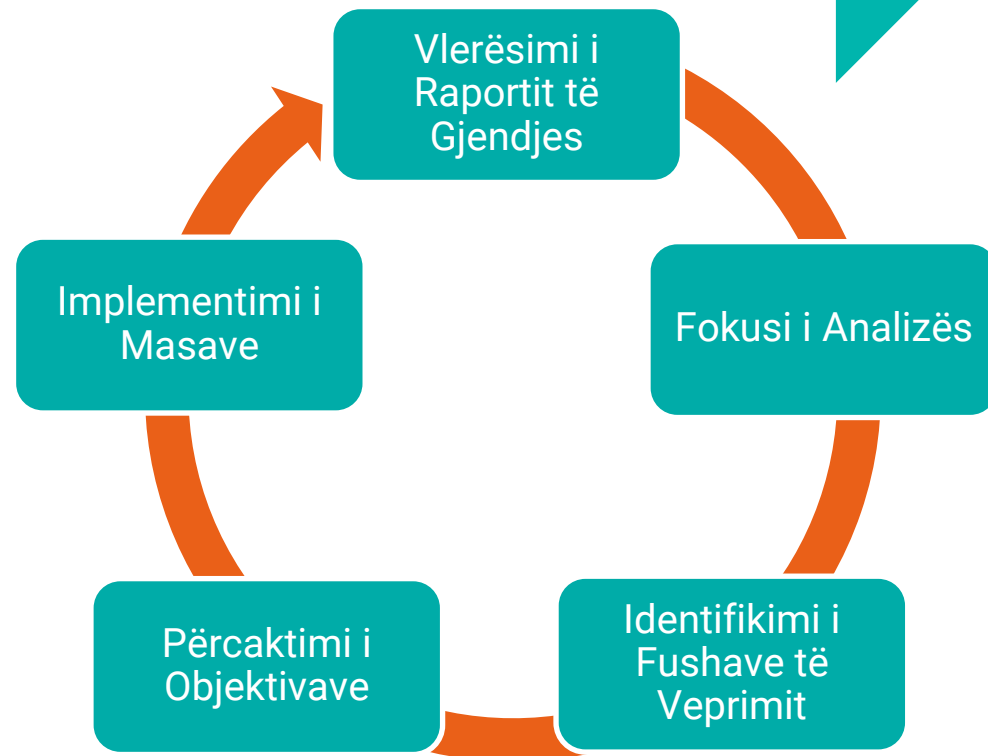 Vlerësimi i
Raportit të
Gjendjes
Fokusi i Analizës
Identifikimi i
Fushave të
Veprimit
Përcaktimi i
Objektivave
Implementimi i
Masave